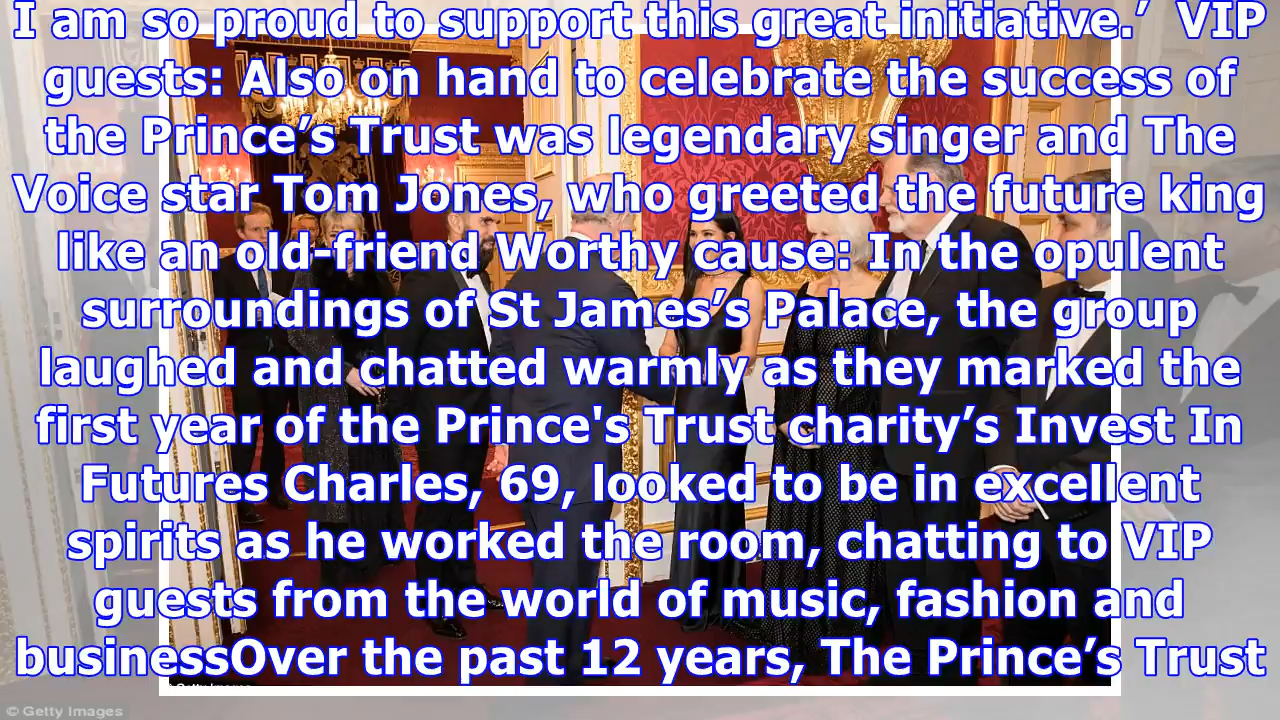 I am so proud to support this great initiative.’  VIP
guests: Also on hand to celebrate the success of
the Prince’s Trust was legendary singer and The
Voice star Tom Jones, who greeted the future king
like an old-friend Worthy cause: In the opulent
surroundings of St James’s Palace, the group
laughed and chatted warmly as they marked the
first year of the Prince's Trust charity’s Invest In
Futures Charles, 69, looked to be in excellent
spirits as he worked the room, chatting to VIP
guests from the world of music, fashion and
businessOver the past 12 years, The Prince’s Trust
© Getty Images